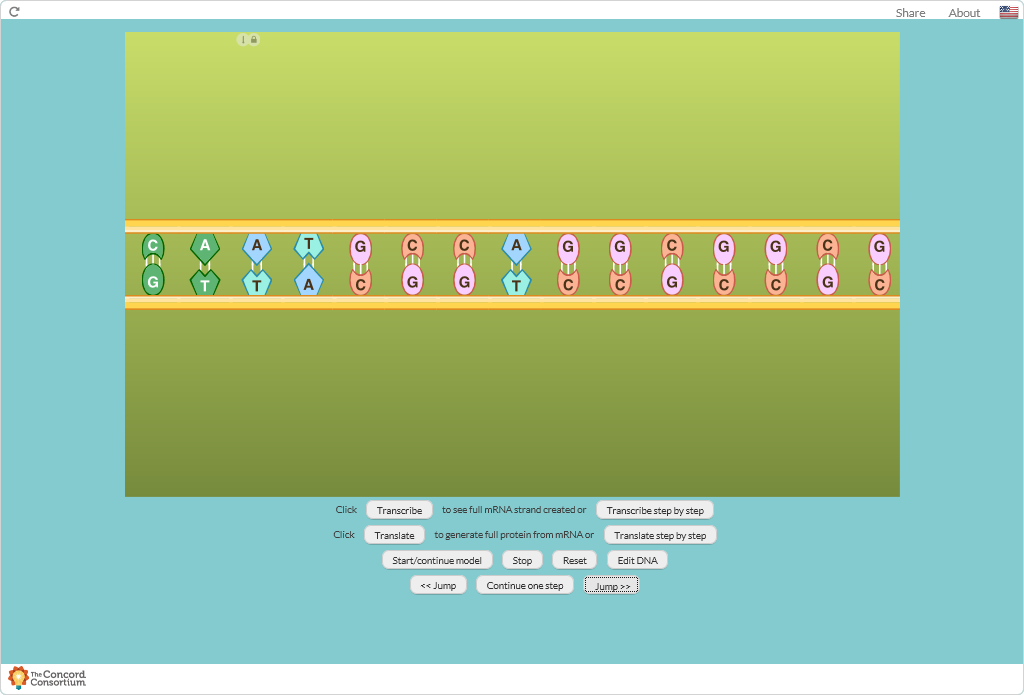 Share About
C A A T G C C A G G C G G C G
G T T A C G G T C C G C C G C
Click Transcribe to see full mRNA strand created or Transcribe step by step
Click Translate to generate full protein from mRNA or Translate step by step
Start/continue model Stop Reset Edit DNA
<< Jump Continue one step Jump >>
The Concord
Consortium